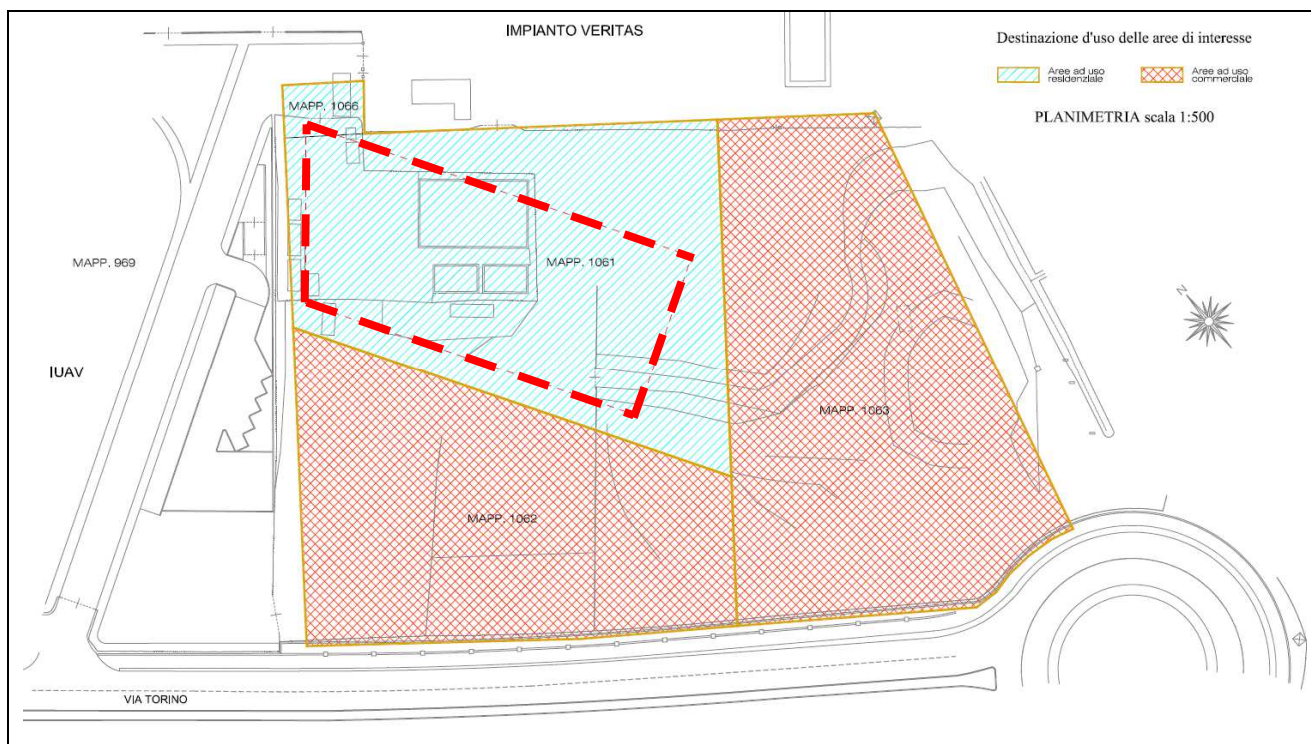 IMPIANTO VERITAS
Destinazione d'uso delle aree di interesse
Aree ad uso
residenziale
Aree ad uso
commerciale
PLANIMETRIA scala 1:500
MAPP. 1066
MAPP. 969
MAPP. 1061
N
IUAV
MAPP. 1063
MAPP. 1062
VIA TORINO